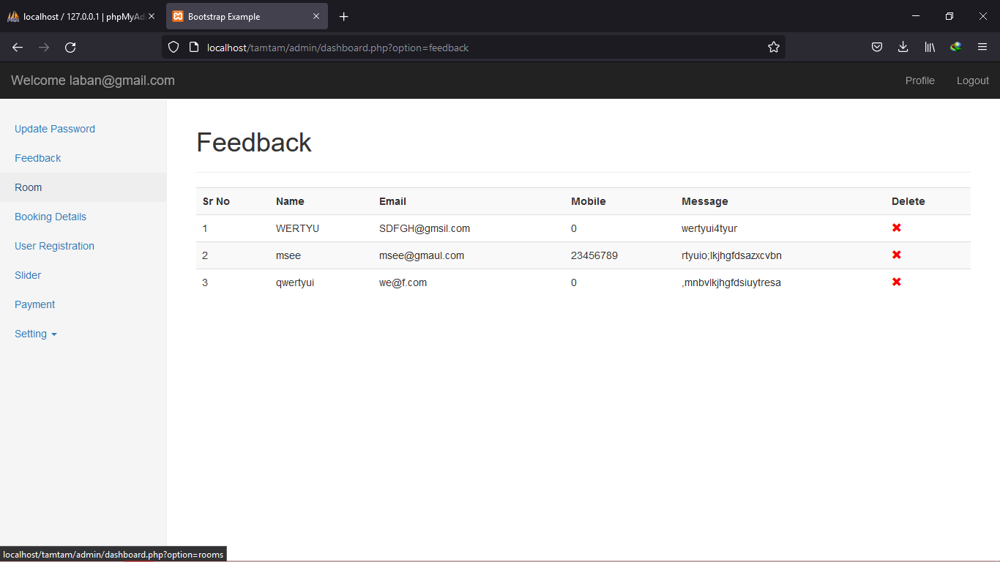 localhost / 127.0.0.1 | phpMyAd
Bootstrap Example
localhost/tamtam/admin/dashboard.php?option=feedback
Welcome laban@gmail.com Profile Logout
Update Password
Feedback
Room
Booking Details
User Registration
Slider
Payment
Setting
Feedback
Sr No Name Email Mobile Message Delete
1 WERTYU SDFGH@gmsil.com 0 wertyui4tyur
2 msee msee@gmaul.com 23456789 rtyuio;lkjhgfdsazxcvbn
3 qwertyui we@f.com 0 ,mnbvlkjhgfdsiuytresa
localhost/tamtam/admin/dashboard.php?option=rooms